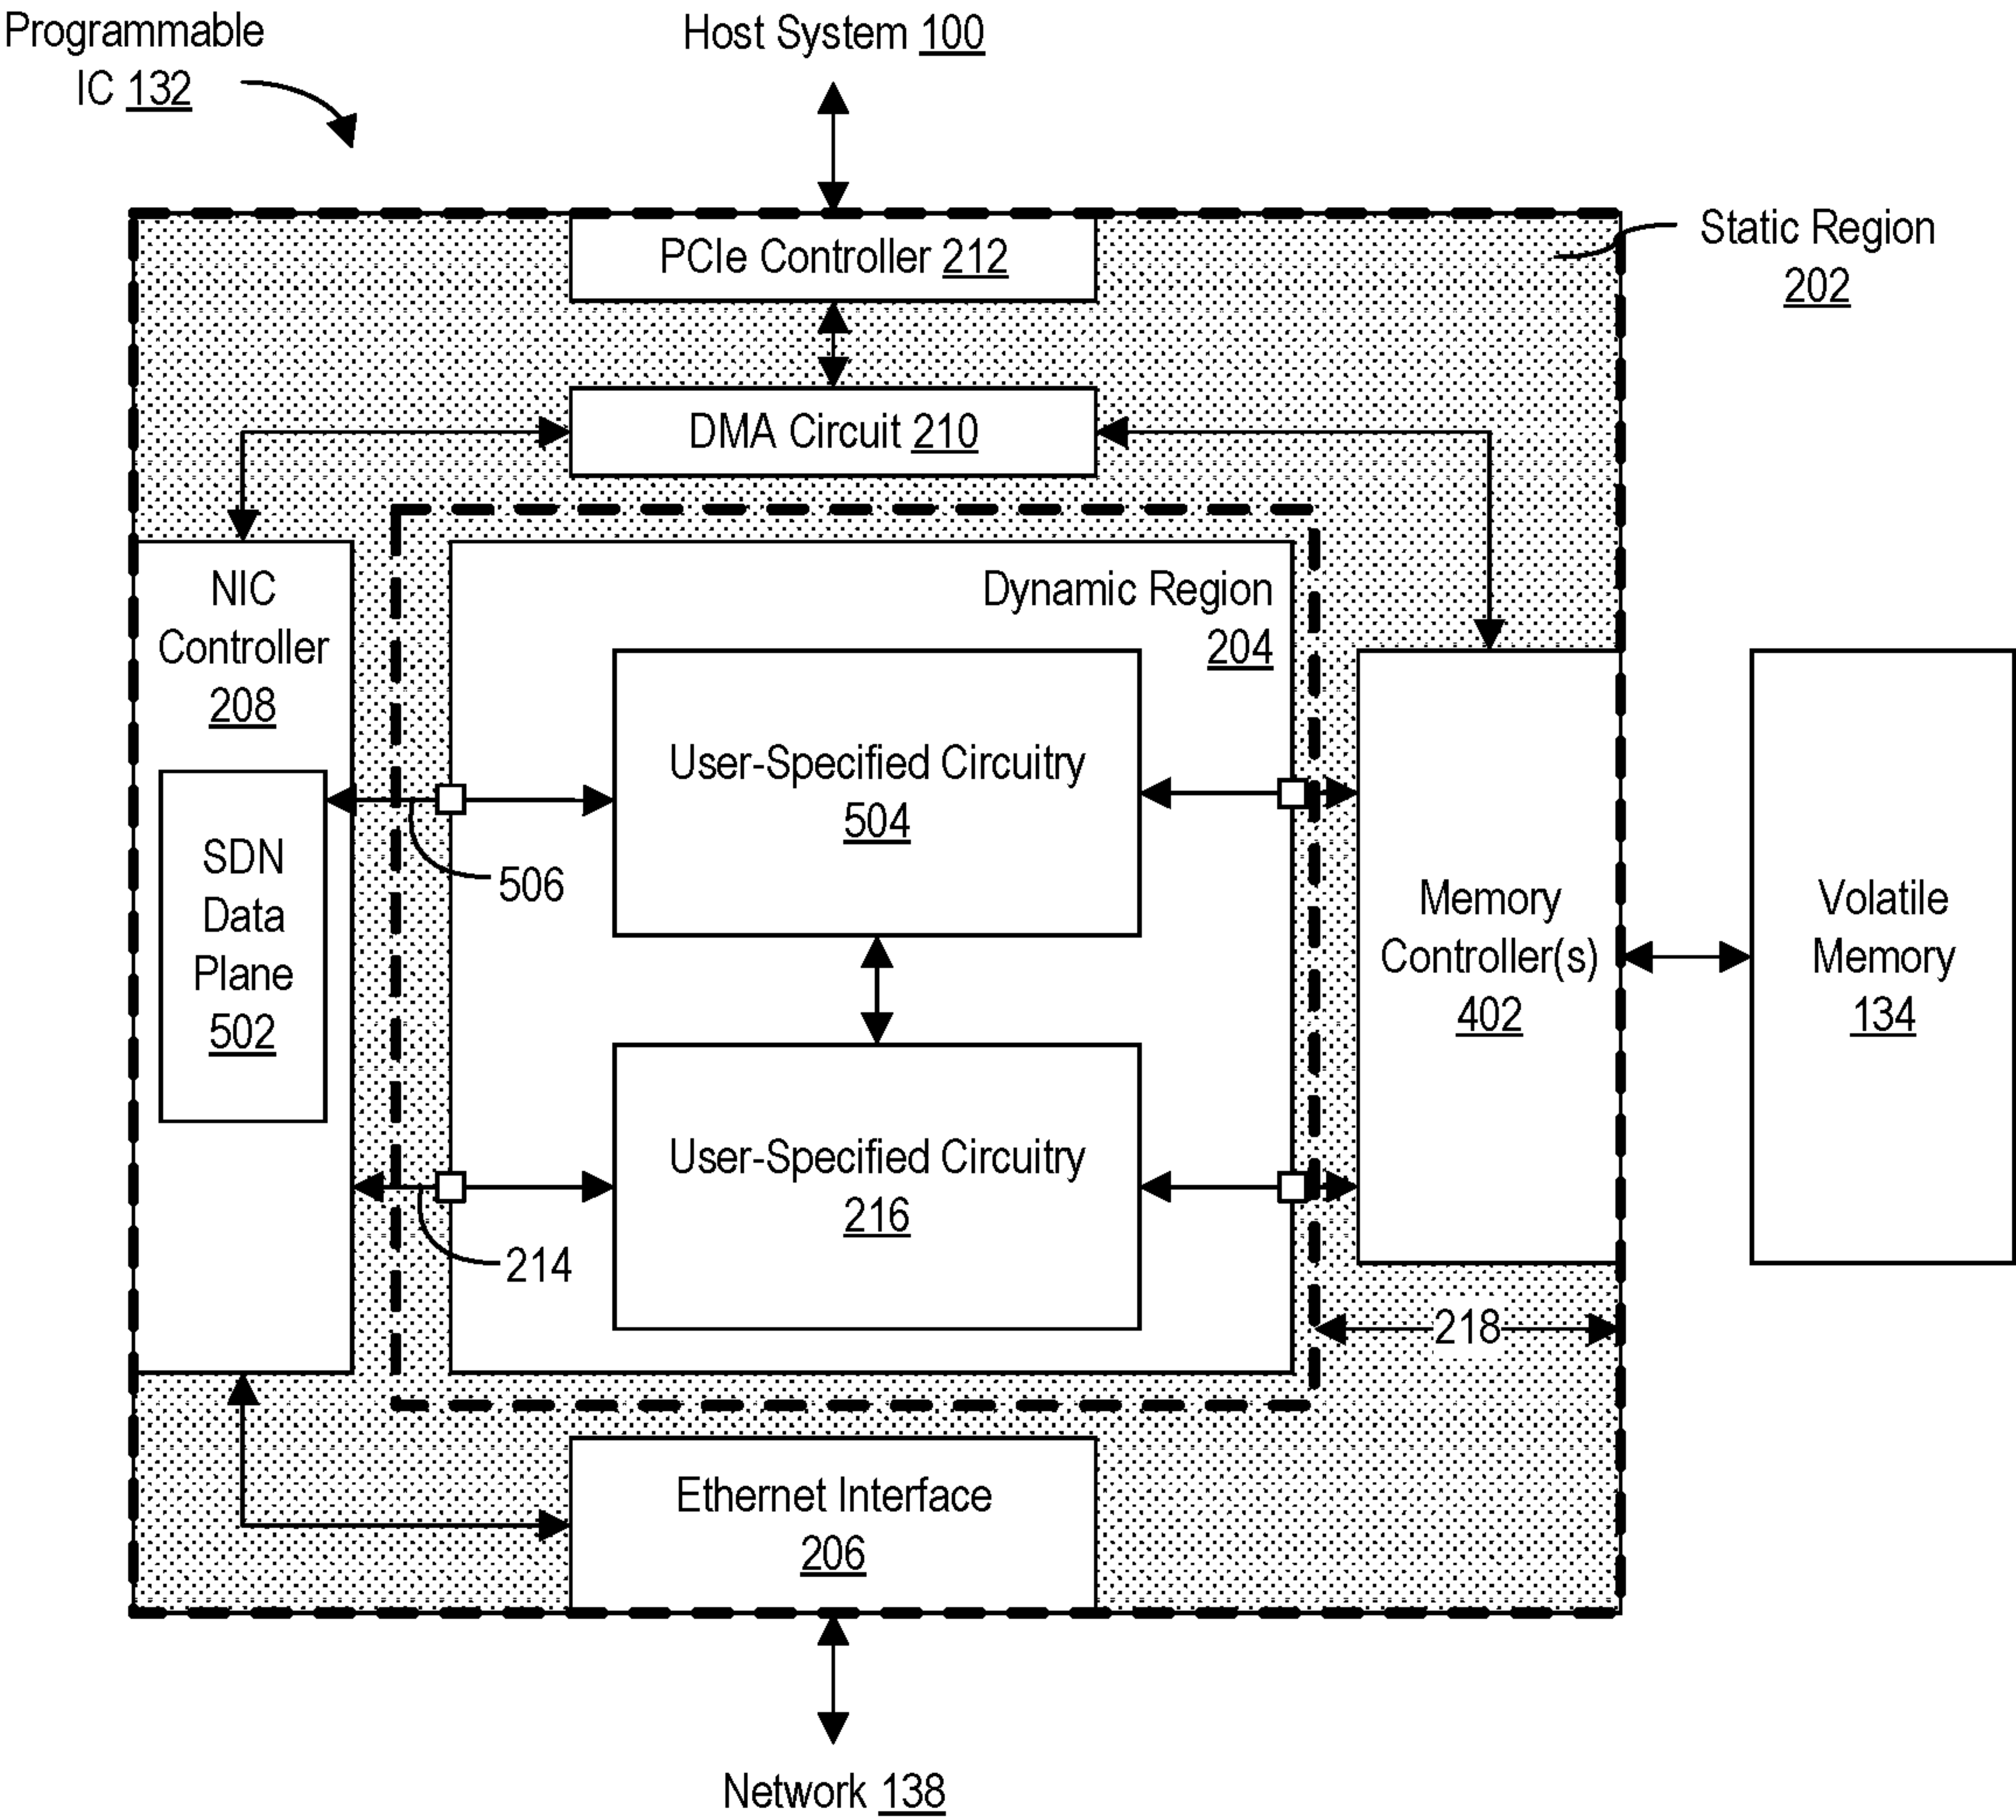 Programmable
IC 132
Host System 100
PCIe Controller 212
Static Region
202
DMA Circuit 210
NIC
Controller
208
Dynamic Region
204
User-Specified Circuitry
504
SDN
Data
Plane
502
506
Memory
Controller(s)
402
Volatile
Memory
134
User-Specified Circuitry
216
214
218
Ethernet Interface
206
Network 138